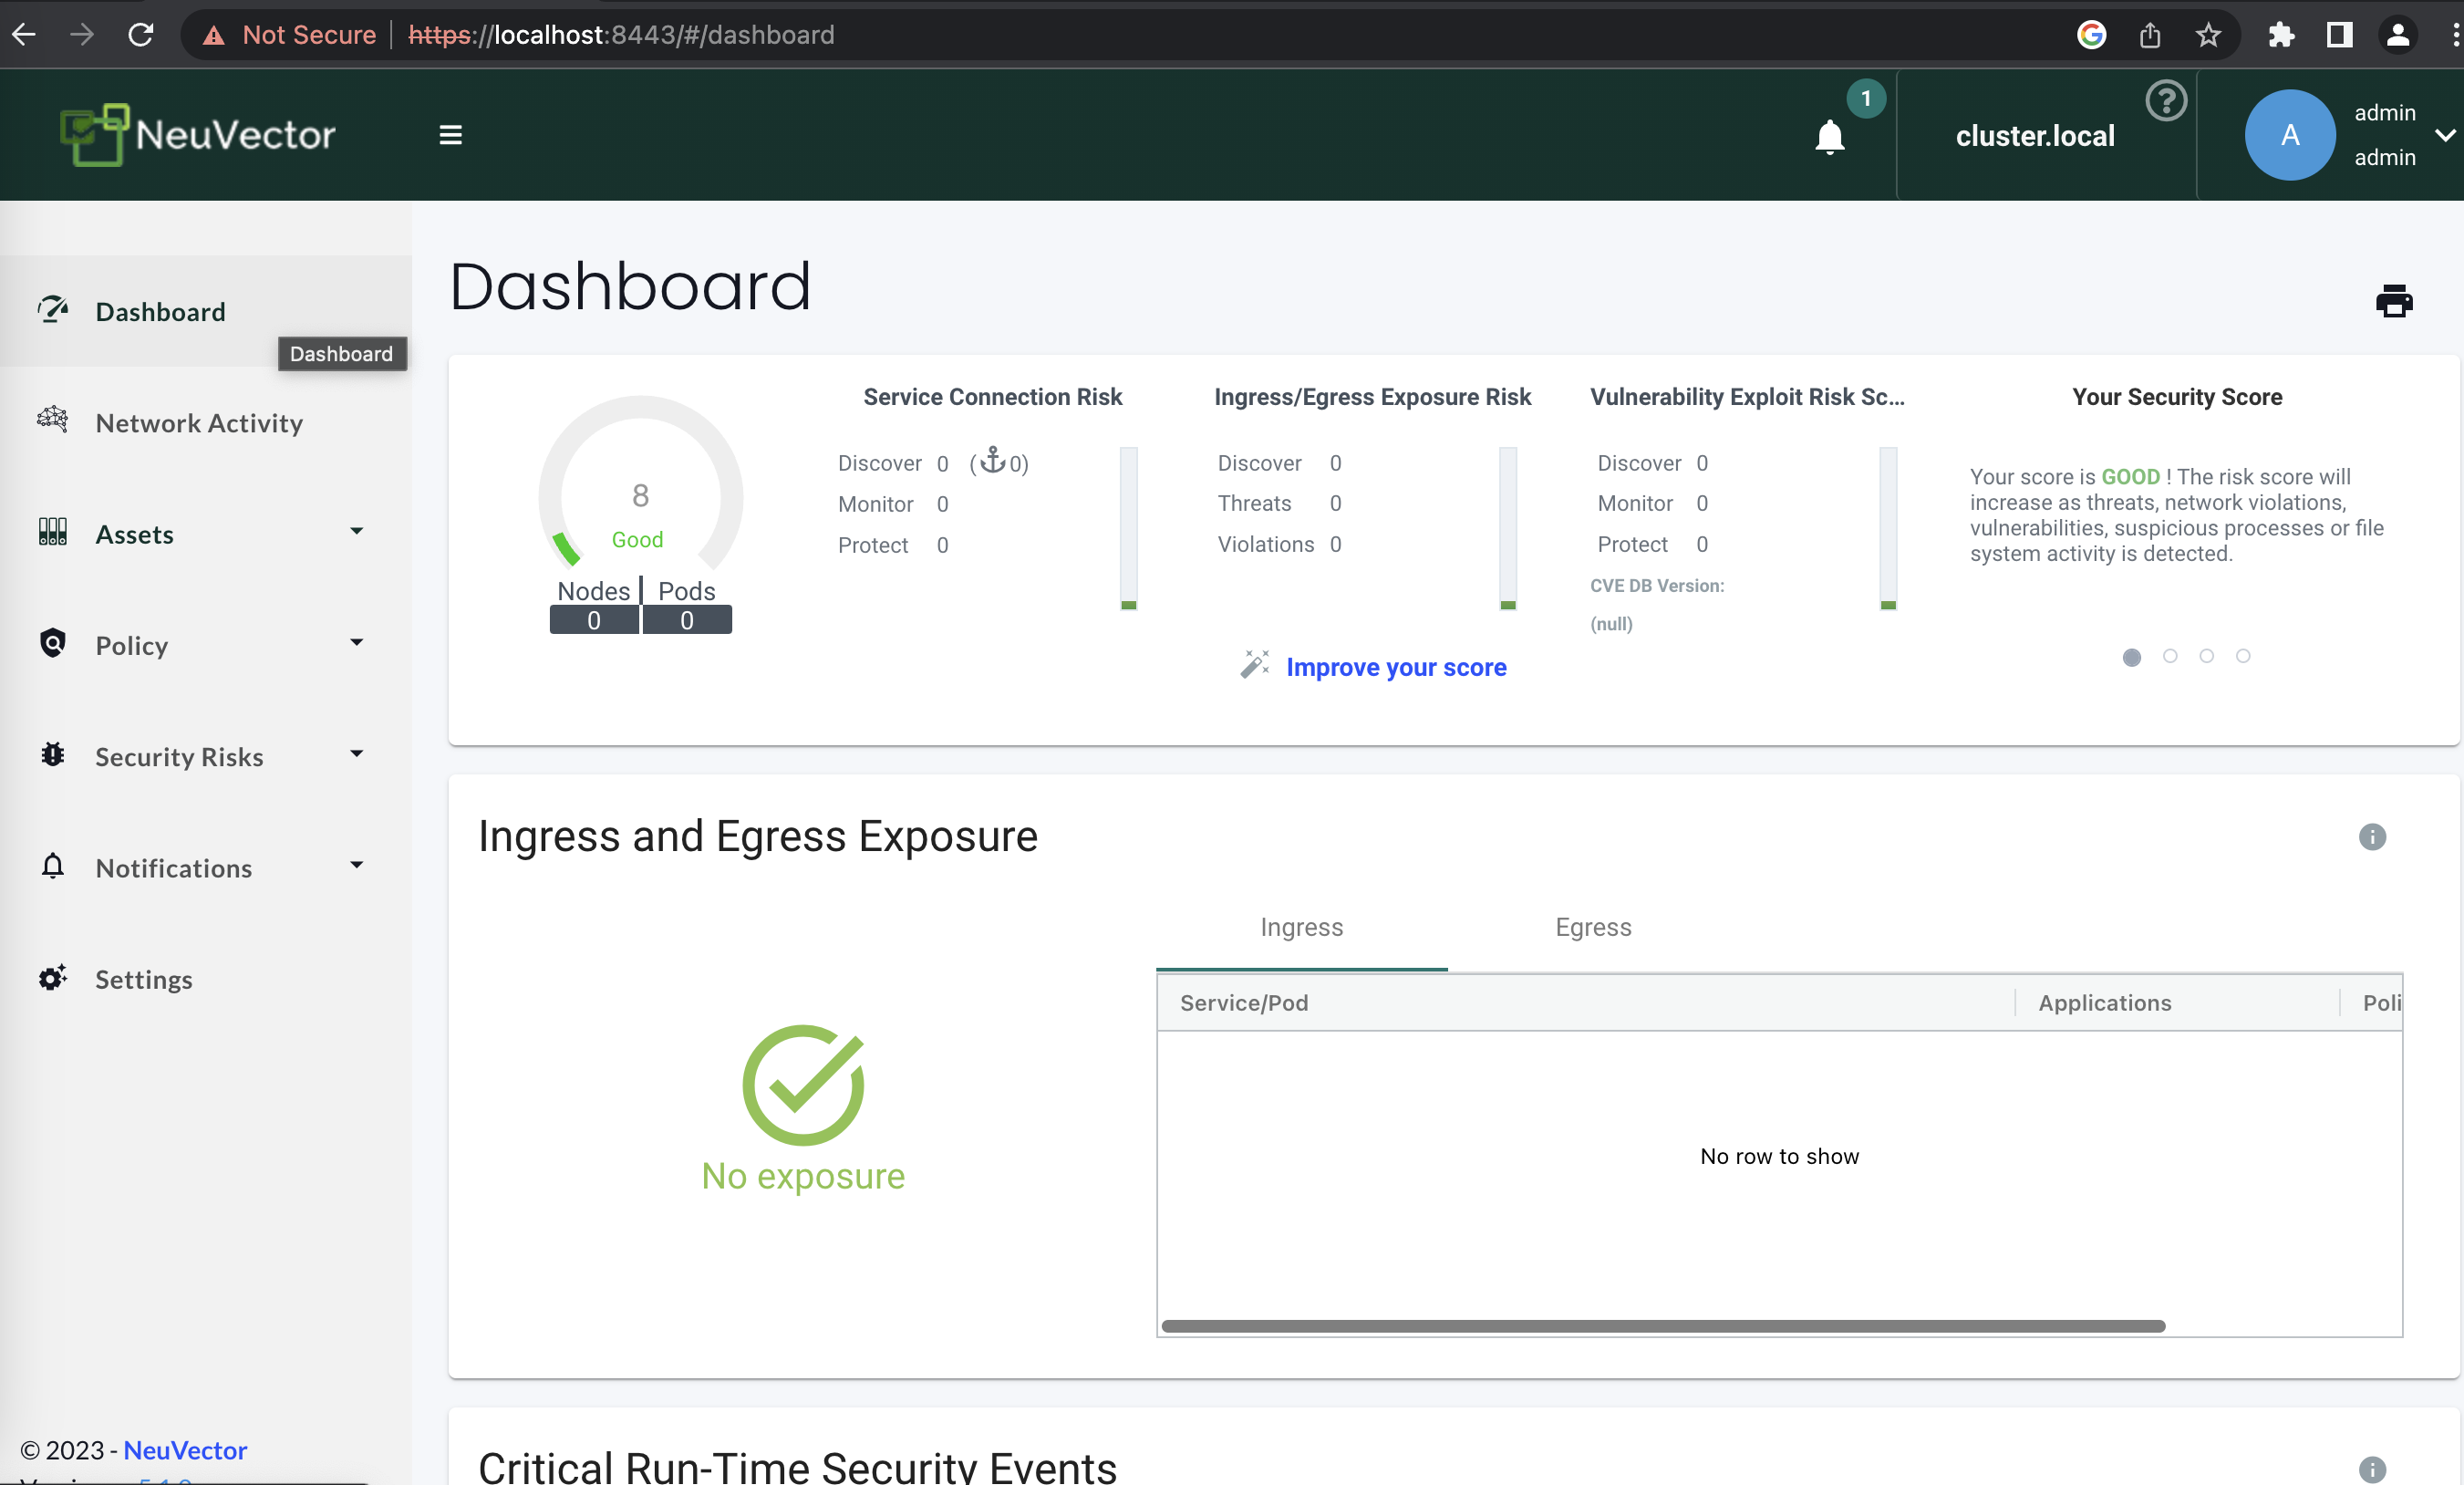 Not Secure https://localhost:8443/#/dashboard
NeuVector
1
cluster.local
A
admin
admin
Dashboard
Dashboard
Network Activity
Assets
Policy
Security Risks
Notifications
Settings
© 2023 - NeuVector
Dashboard
8
Good
Nodes Pods
0 0
Service Connection Risk
Discover 0 (0)
Monitor 0
Protect 0
Ingress/Egress Exposure Risk
Discover 0
Threats 0
Violations 0
Vulnerability Exploit Risk Sc...
Discover 0
Monitor 0
Protect 0
CVE DB Version:
(null)
Improve your score
Your Security Score
Your score is GOOD ! The risk score will
increase as threats, network violations,
vulnerabilities, suspicious processes or file
system activity is detected.
Ingress and Egress Exposure
No exposure
Ingress Egress
Service/Pod Applications Poli
No row to show
Critical Run-Time Security Events